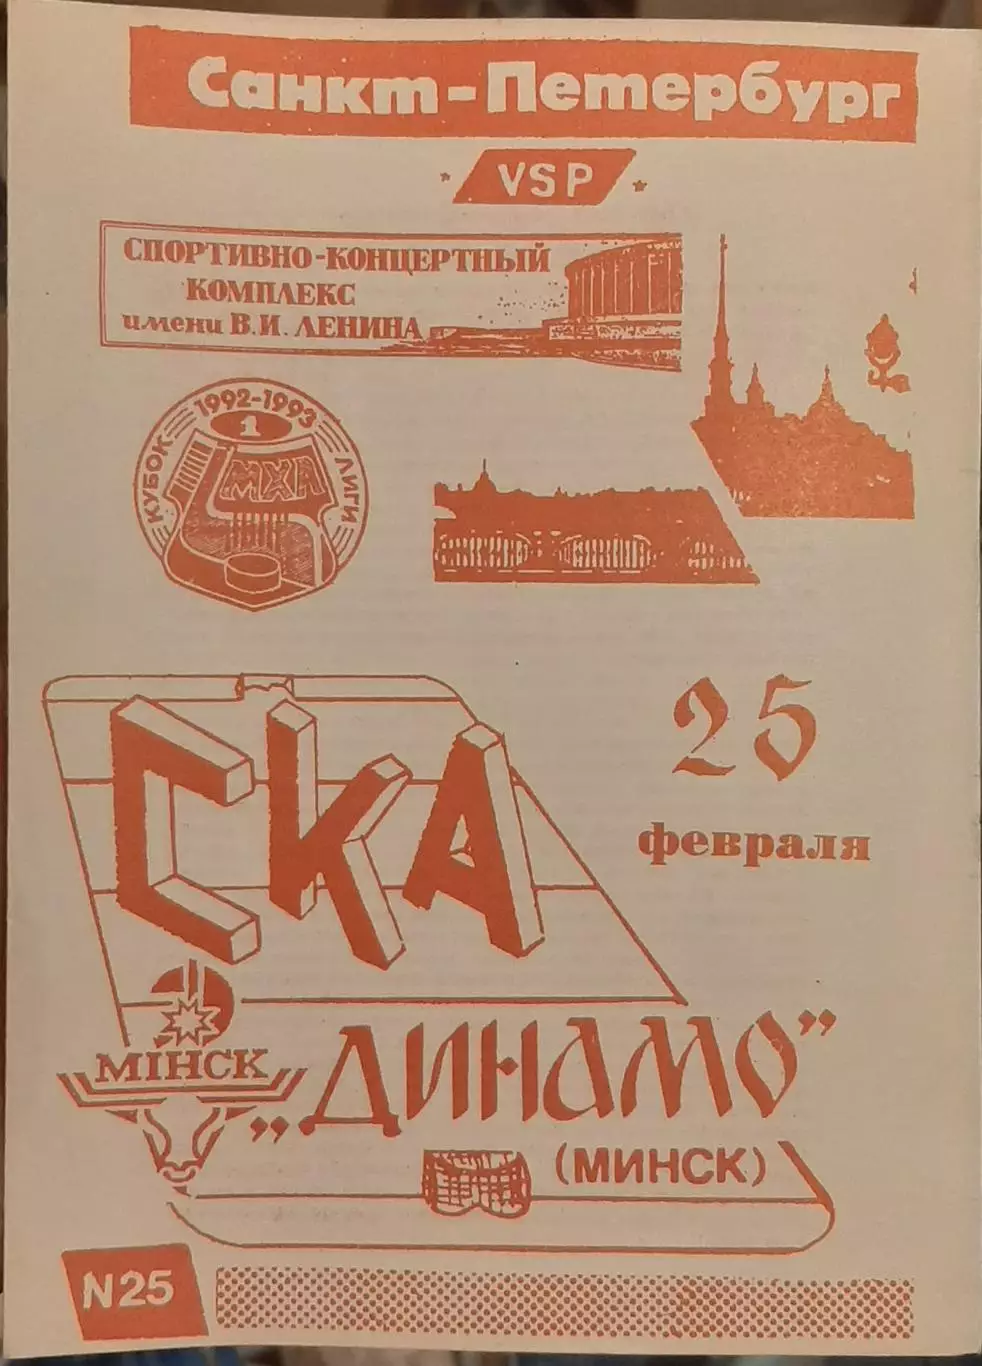 Санкт-Петербург
VSP
СПОРТИВНО-КОНЦЕРТНЫЙ
КОМПЛЕКС
имени В.И. ЛЕНИНА
КУБОК 1992-1993 ЛИГИ
1
МХЛ
СКА
25
февраля
МІНСК
„ДИНАМО”
(МИНСК)
N25